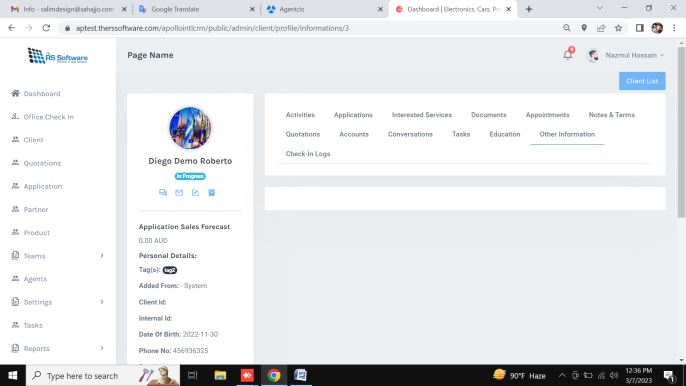 Info - salimdesign@sahajjo.com
Google Translate
Agentcis
Dashboard | Electronics, Cars, Pro
aptest.therssoftware.com/apollointlcrm/public/admin/client/profile/informations/3
RS Software
Page Name
9
Nazmul Hossain
Client List
Dashboard
Office Check In
Client
Quotations
Application
Partner
Product
Teams
Agents
Settings
Tasks
Reports
Diego Demo Roberto
In Progress
Application Sales Forecast
0.00 AUD
Personal Details:
Tag(s): tag2
Added From: - System
Client Id:
Internal Id:
Date Of Birth: 2022-11-30
Phone No: 456936325
Activities Applications Interested Services Documents Appointments Notes & Terms
Quotations Accounts Conversations Tasks Education Other Information
Check-In Logs
Type here to search
90°F Haze
12:36 PM
3/7/2023